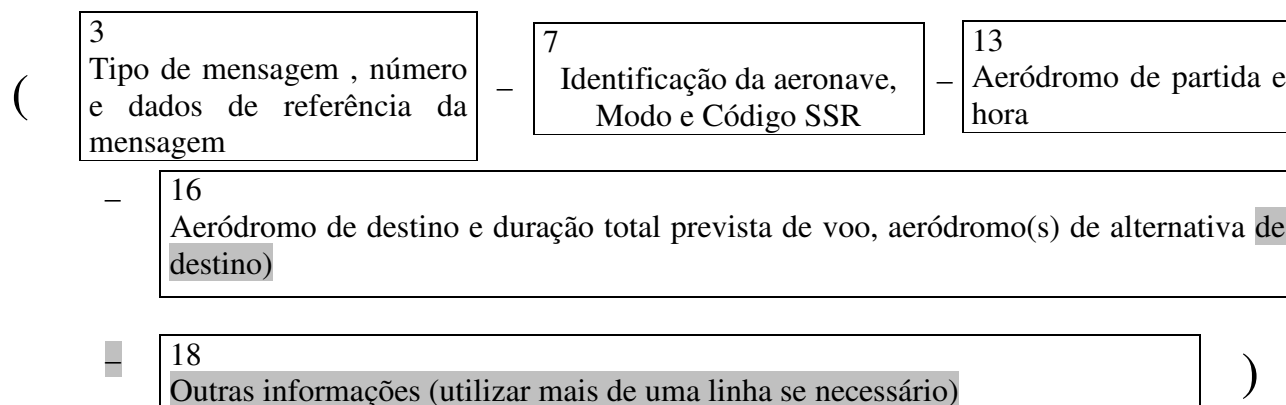 3
7
13
( Tipo de mensagem , número e dados de referência da mensagem – Identificação da aeronave, Modo e Código SSR – Aeródromo de partida e hora
– 16
Aeródromo de destino e duração total prevista de voo, aeródromo(s) de alternativa de
destino)
– 18
Outras informações (utilizar mais de uma linha se necessário) )